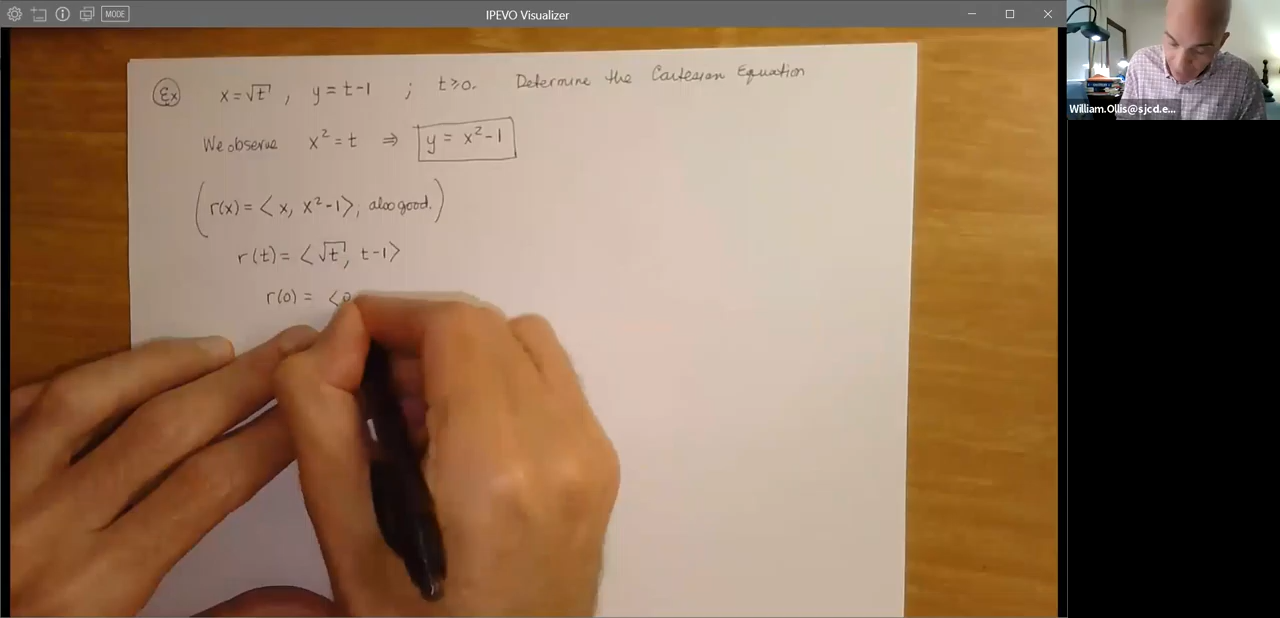 IPEVO Visualizer
MODE
William.Ollis@sjcd.e...
Ex x = √t , y = t-1 ; t ≥ 0. Determine the Cartesian Equation
We observe x² = t ⇒ y = x²-1
(r(x) = < x, x²-1>, also good.)
r(t) = <√t, t-1>
r(0) = <0